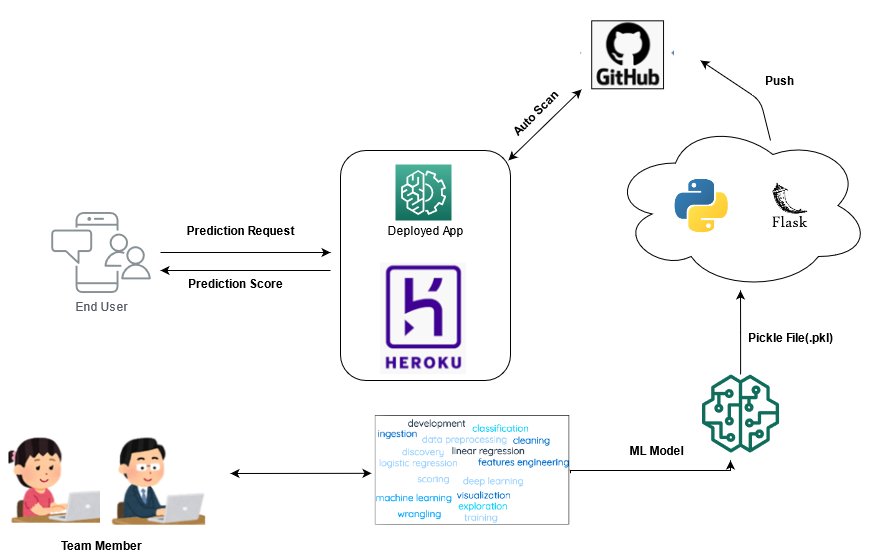 GitHub
Push
Auto Scan
Deployed App
Flask
Prediction Request
Prediction Score
End User
HEROKU
Pickle File(.pkl)
development
classification
ingestion
data preprocessing
cleaning
discovery
linear regression
logistic regression
features engineering
scoring
deep learning
machine learning
visualization
exploration
wrangling
training
ML Model
Team Member